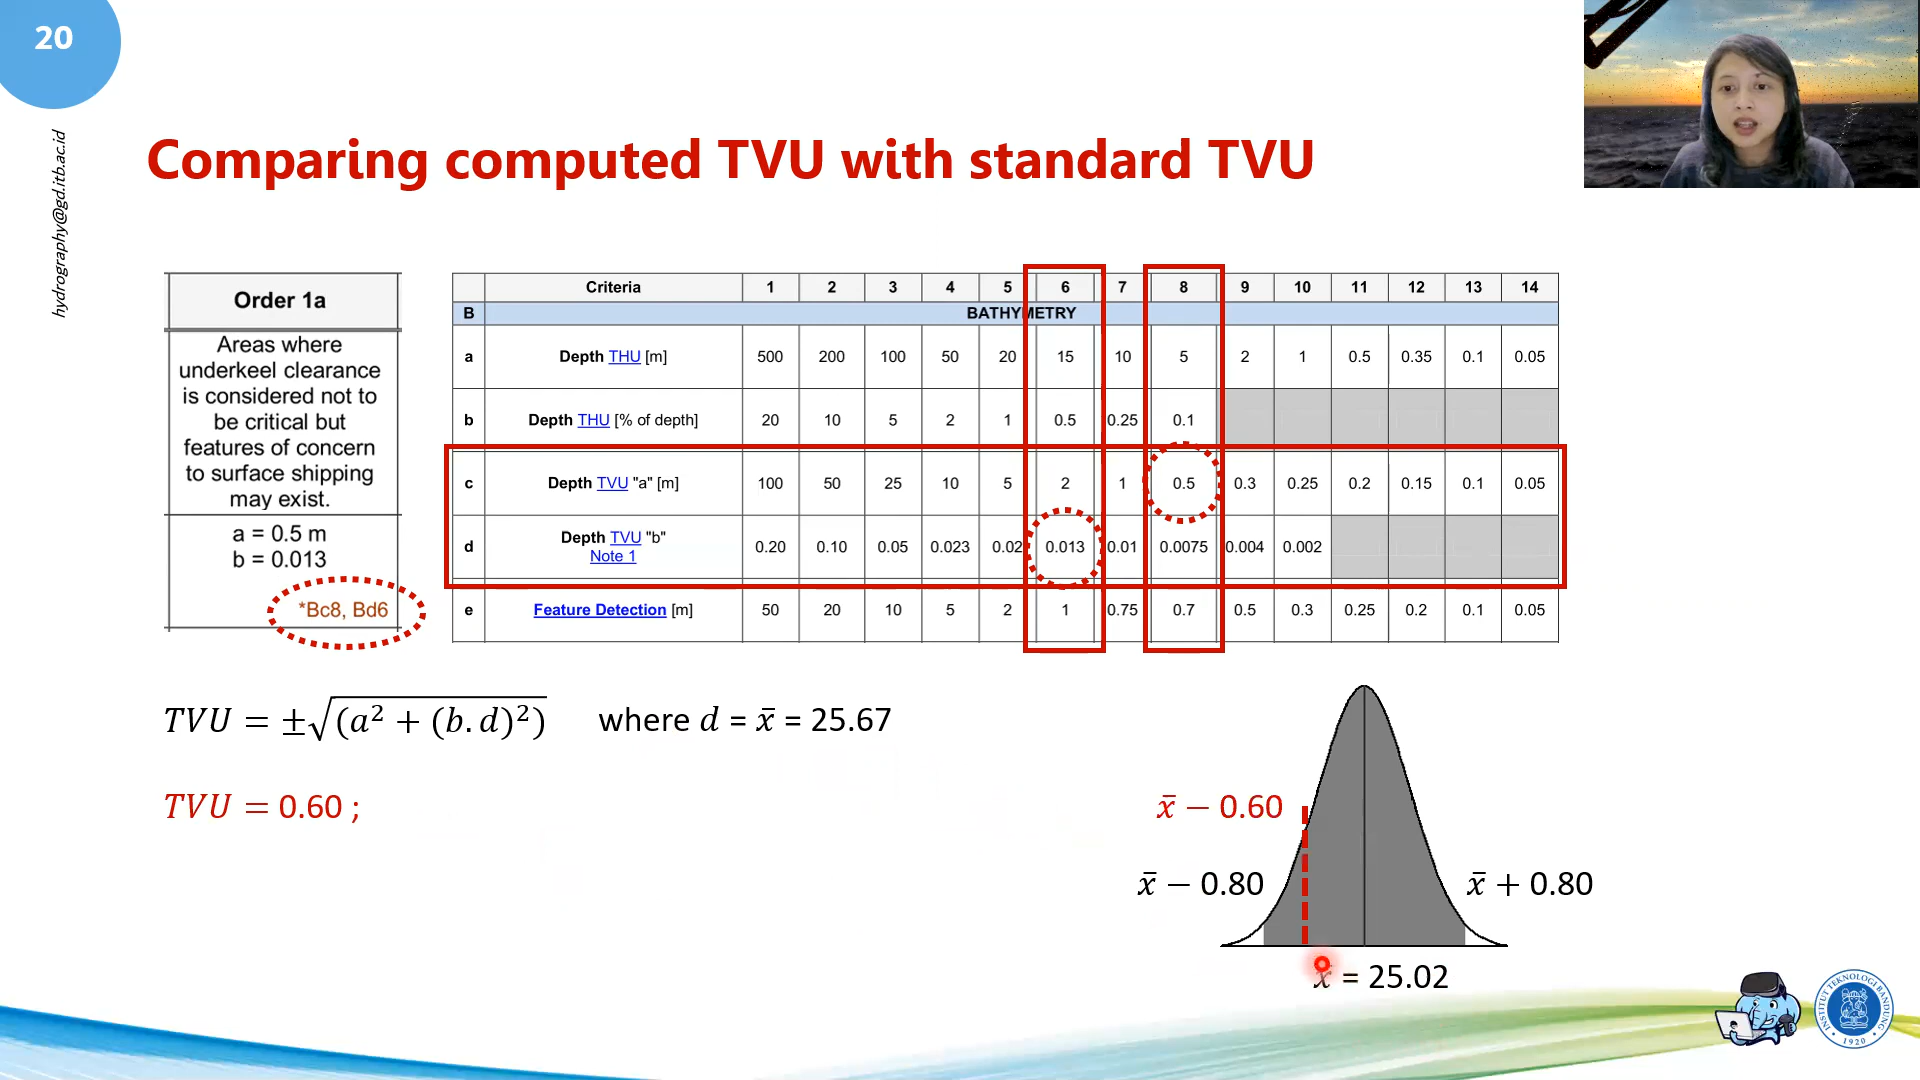 20
hydrography@gd.itb.ac.id
Comparing computed TVU with standard TVU
Order 1a
Areas where
underkeel clearance
is considered not to
be critical but
features of concern
to surface shipping
may exist.
a = 0.5 m
b = 0.013
*Bc8, Bd6
Criteria 1 2 3 4 5 6 7 8 9 10 11 12 13 14
B BATHYMETRY
a Depth THU [m] 500 200 100 50 20 15 10 5 2 1 0.5 0.35 0.1 0.05
b Depth THU [% of depth] 20 10 5 2 1 0.5 0.25 0.1
c Depth TVU "a" [m] 100 50 25 10 5 2 1 0.5 0.3 0.25 0.2 0.15 0.1 0.05
d Depth TVU "b" Note 1 0.20 0.10 0.05 0.023 0.02 0.013 0.01 0.0075 0.004 0.002
e Feature Detection [m] 50 20 10 5 2 1 0.75 0.7 0.5 0.3 0.25 0.2 0.1 0.05
TVU = ±√(a² + (b.d)²) where d = x̄ = 25.67
TVU = 0.60 ;
x̄ − 0.60
x̄ − 0.80
x̄ + 0.80
x̄ = 25.02
INSTITUT TEKNOLOGI BANDUNG
1920